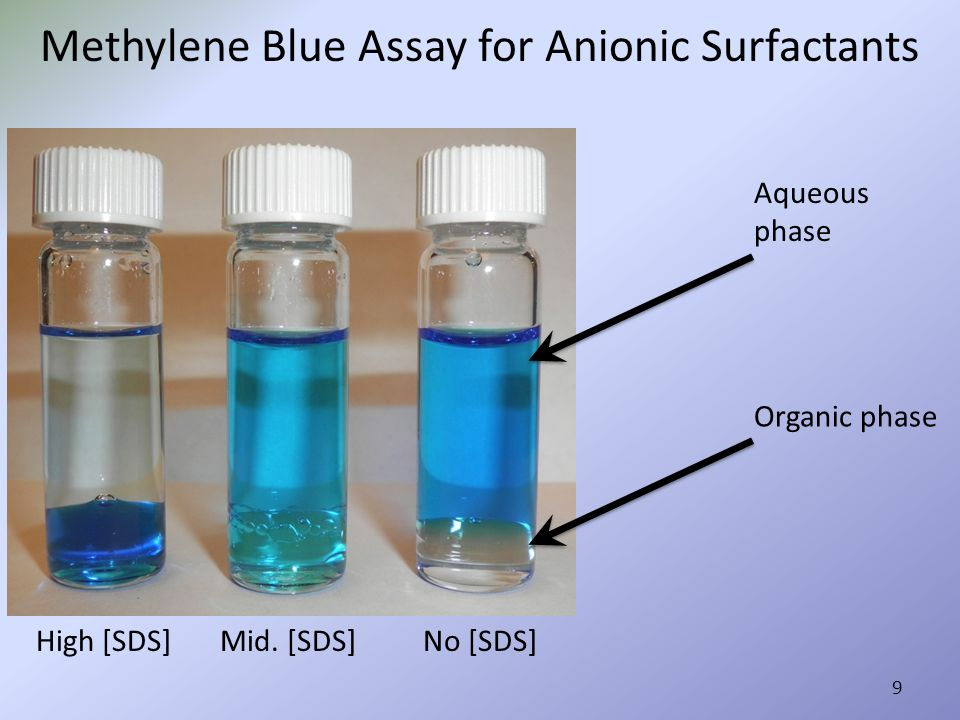 Methylene Blue Assay for Anionic Surfactants
Aqueous
phase
Organic phase
High [SDS]
Mid. [SDS]
No [SDS]
9